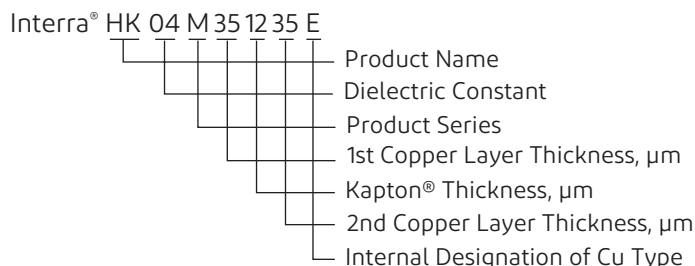 Interra® HK 04 M 35 12 35 E
Product Name
Dielectric Constant
Product Series
1st Copper Layer Thickness, µm
Kapton® Thickness, µm
2nd Copper Layer Thickness, µm
Internal Designation of Cu Type